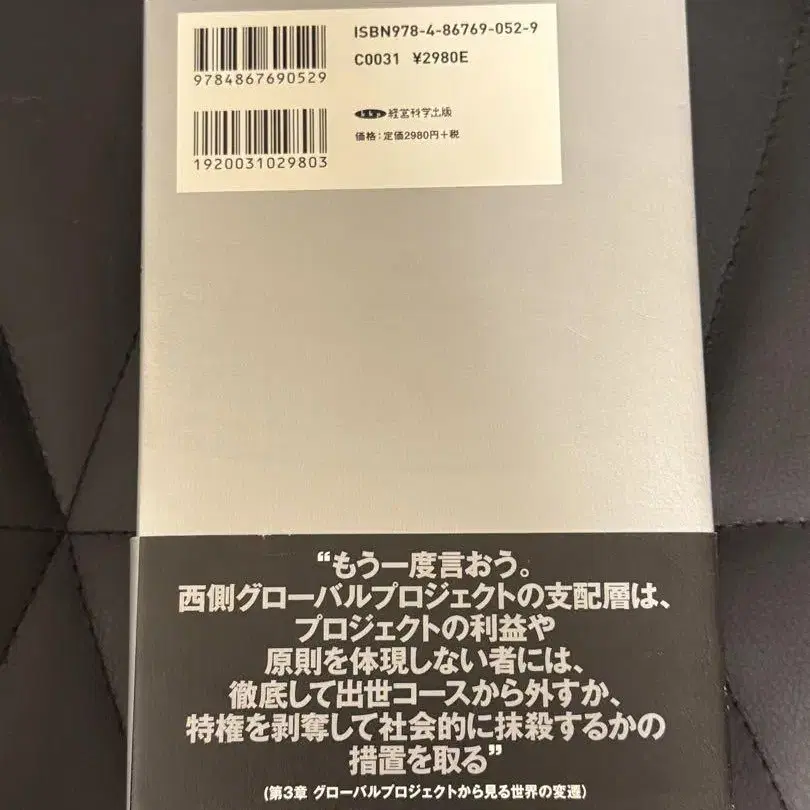 ISBN978-4-86769-052-9
9784867690529
C0031 ¥2980E
1920031029803
kks 経営科学出版
価格:定価2980円+税
“もう一度言おう。
西側グローバルプロジェクトの支配層は、
プロジェクトの利益や
原則を体現しない者には、
徹底して出世コースから外すか、
特権を剥奪して社会的に抹殺するかの
措置を取る”
(第3章 グローバルプロジェクトから見る世界の変遷)